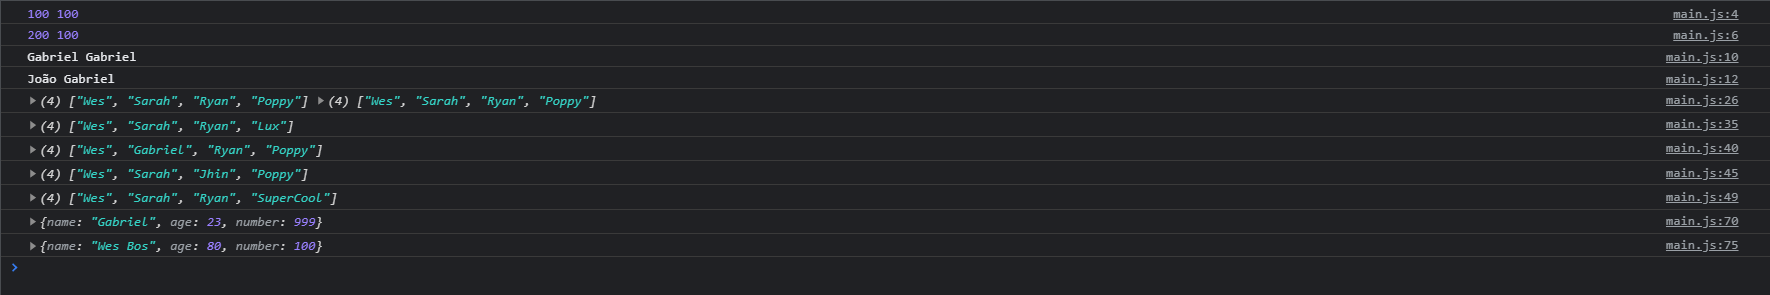 100 100 main.js:4
200 100 main.js:6
Gabriel Gabriel main.js:10
João Gabriel main.js:12
(4) ["Wes", "Sarah", "Ryan", "Poppy"] (4) ["Wes", "Sarah", "Ryan", "Poppy"] main.js:26
(4) ["Wes", "Sarah", "Ryan", "Lux"] main.js:35
(4) ["Wes", "Gabriel", "Ryan", "Poppy"] main.js:40
(4) ["Wes", "Sarah", "Jhin", "Poppy"] main.js:45
(4) ["Wes", "Sarah", "Ryan", "SuperCool"] main.js:49
{name: "Gabriel", age: 23, number: 999} main.js:70
{name: "Wes Bos", age: 80, number: 100} main.js:75